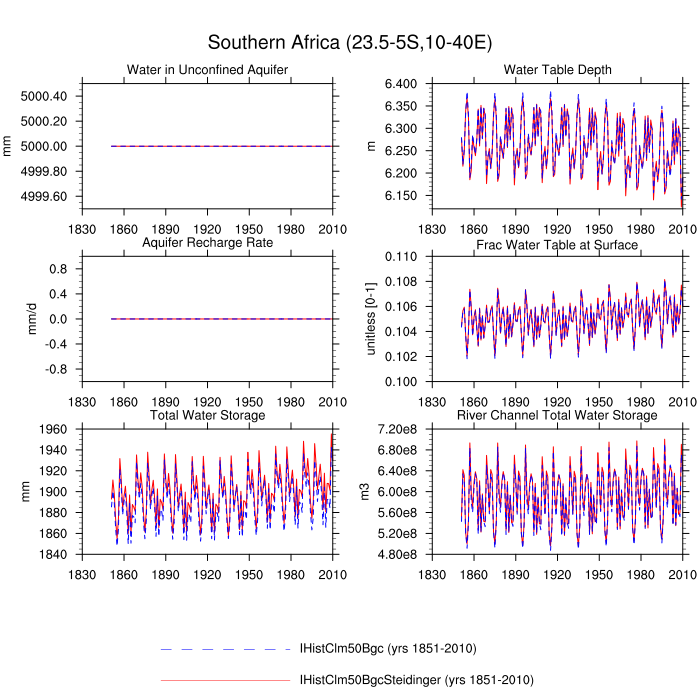 Southern Africa (23.5-5S,10-40E)
Water in Unconfined Aquifer
Water Table Depth
5000.40
5000.20
5000.00
4999.80
4999.60
mm
1830 1860 1890 1920 1950 1980 2010
6.400
6.350
6.300
6.250
6.200
6.150
m
1830 1860 1890 1920 1950 1980 2010
Aquifer Recharge Rate
Frac Water Table at Surface
0.8
0.4
0.0
-0.4
-0.8
mm/d
1830 1860 1890 1920 1950 1980 2010
0.110
0.108
0.106
0.104
0.102
0.100
unitless [0-1]
1830 1860 1890 1920 1950 1980 2010
Total Water Storage
River Channel Total Water Storage
1960
1940
1920
1900
1880
1860
1840
mm
1830 1860 1890 1920 1950 1980 2010
7.20e8
6.80e8
6.40e8
6.00e8
5.60e8
5.20e8
4.80e8
m3
1830 1860 1890 1920 1950 1980 2010
IHistClm50Bgc (yrs 1851-2010)
IHistClm50BgcSteidinger (yrs 1851-2010)